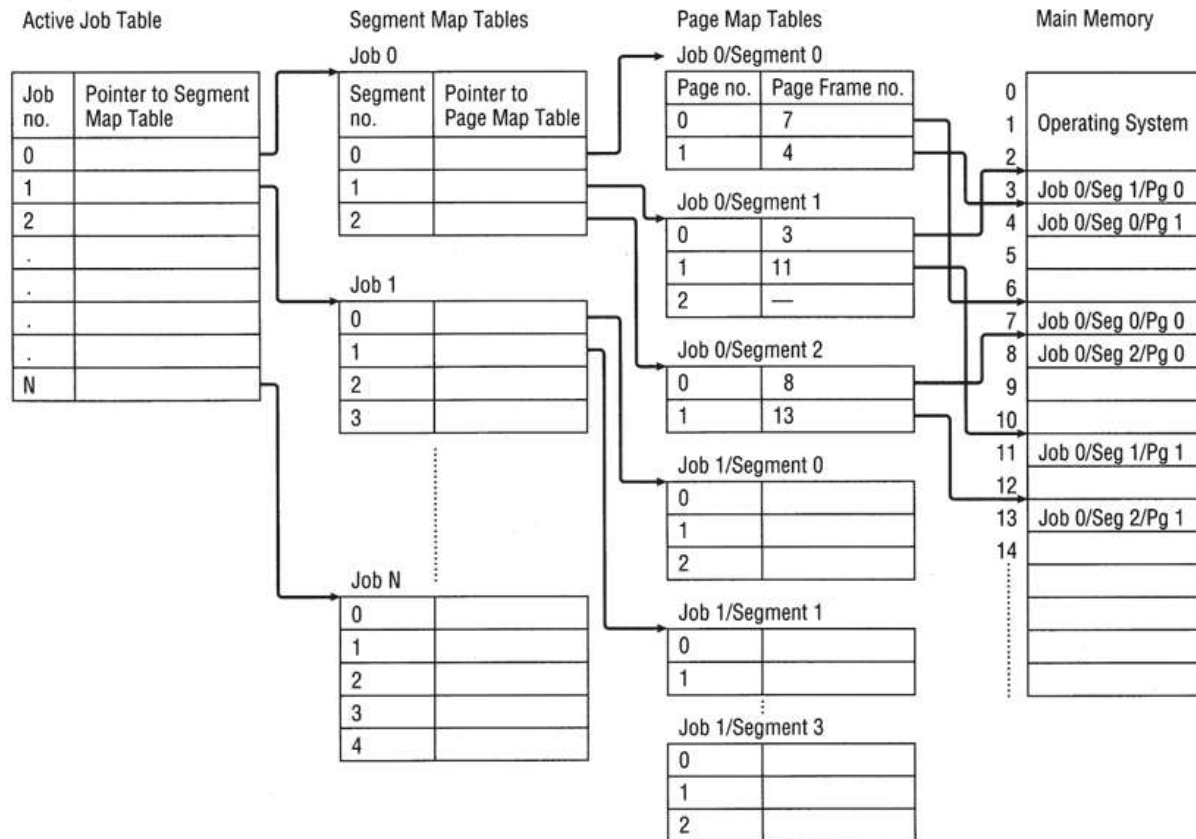 Active Job Table
Job no. Pointer to Segment Map Table
0
1
2
.
.
.
.
N
Segment Map Tables
Job 0
Segment no. Pointer to Page Map Table
0
1
2
Job 1
0
1
2
3
Job N
0
1
2
3
4
Page Map Tables
Job 0/Segment 0
Page no. Page Frame no.
0 7
1 4
Job 0/Segment 1
0 3
1 11
2 —
Job 0/Segment 2
0 8
1 13
Job 1/Segment 0
0
1
2
Job 1/Segment 1
0
1
Job 1/Segment 3
0
1
2
Main Memory
0
1 Operating System
2
3 Job 0/Seg 1/Pg 0
4 Job 0/Seg 0/Pg 1
5
6
7 Job 0/Seg 0/Pg 0
8 Job 0/Seg 2/Pg 0
9
10
11 Job 0/Seg 1/Pg 1
12
13 Job 0/Seg 2/Pg 1
14